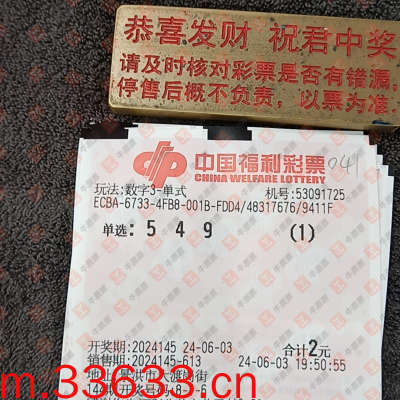 恭喜发财 祝君中奖
请及时核对彩票是否有错漏,
停售后概不负责,以票为准
中国福利彩票
CHINA WELFARE LOTTERY
041
玩法:数字3-单式 机号:53091725
ECBA-6733-4FB8-001B-FDD4/48317676/9411F
单选: 5 4 9 (1)
开奖期:2024145 24-06-03 合计2元
销售期:2024145-613 24-06-03 19:50:55
m.33633.cn